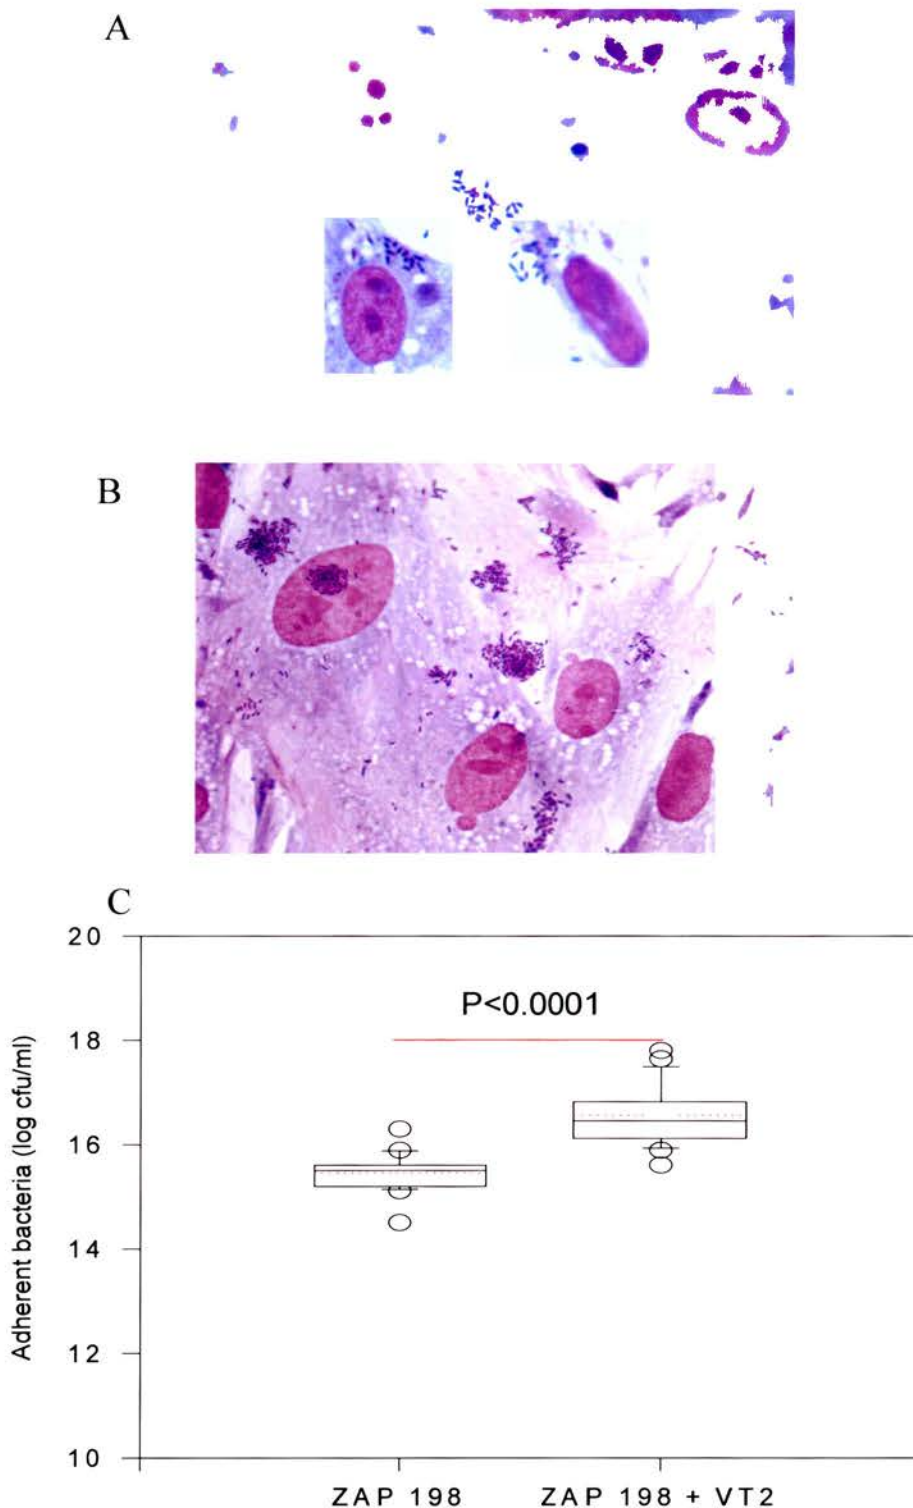 A
B
C
20
P<0.0001
18
16
14
12
10
Adherent bacteria (log cfu/ml)
ZAP 198 ZAP 198 + VT2